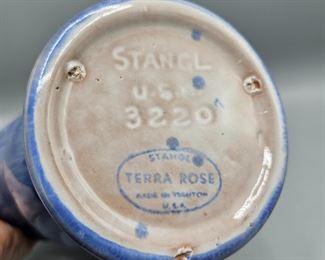 STANGL
U.S.A.
3220
STANGL
TERRA ROSE
MADE IN TRENTON
U.S.A.